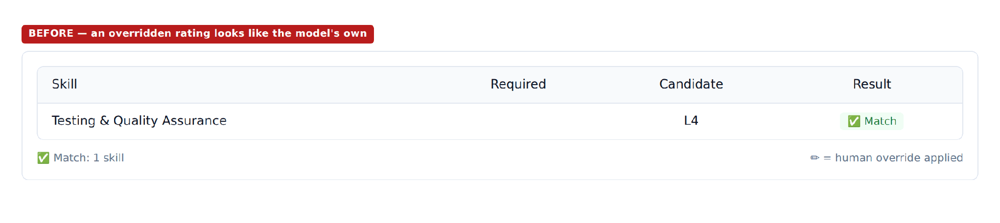 BEFORE — an overridden rating looks like the model's own
Skill Required Candidate Result
Testing & Quality Assurance L4 ✅ Match
✅ Match: 1 skill ✏ = human override applied